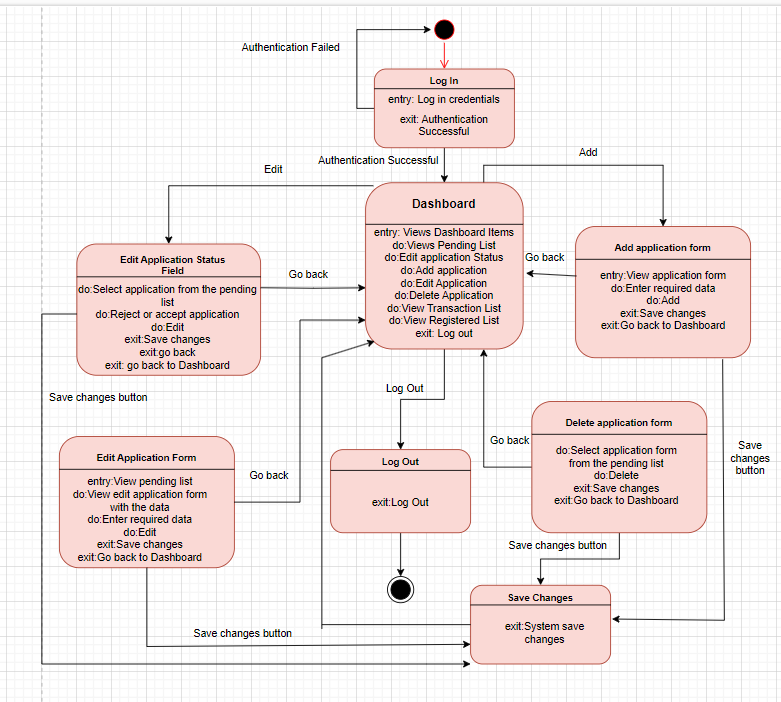 Authentication Failed
Log In
entry: Log in credentials
exit: Authentication
Successful
Authentication Successful
Add
Edit
Dashboard
entry: Views Dashboard Items
do:Views Pending List
do:Edit application Status
do:Add application
do:Edit Application
do:Delete Application
do:View Transaction List
do:View Registered List
exit: Log out
Edit Application Status
Field
do:Select application from the pending
list
do:Reject or accept application
do:Edit
exit:Save changes
exit:go back
exit: go back to Dashboard
Go back
Go back
Add application form
entry:View application form
do:Enter required data
do:Add
exit:Save changes
exit:Go back to Dashboard
Save changes button
Log Out
Edit Application Form
entry:View pending list
do:View edit application form
with the data
do:Enter required data
do:Edit
exit:Save changes
exit:Go back to Dashboard
Go back
Log Out
exit:Log Out
Go back
Delete application form
do:Select application form
from the pending list
do:Delete
exit:Save changes
exit:Go back to Dashboard
Save
changes
button
Save changes button
Save changes button
Save Changes
exit:System save
changes